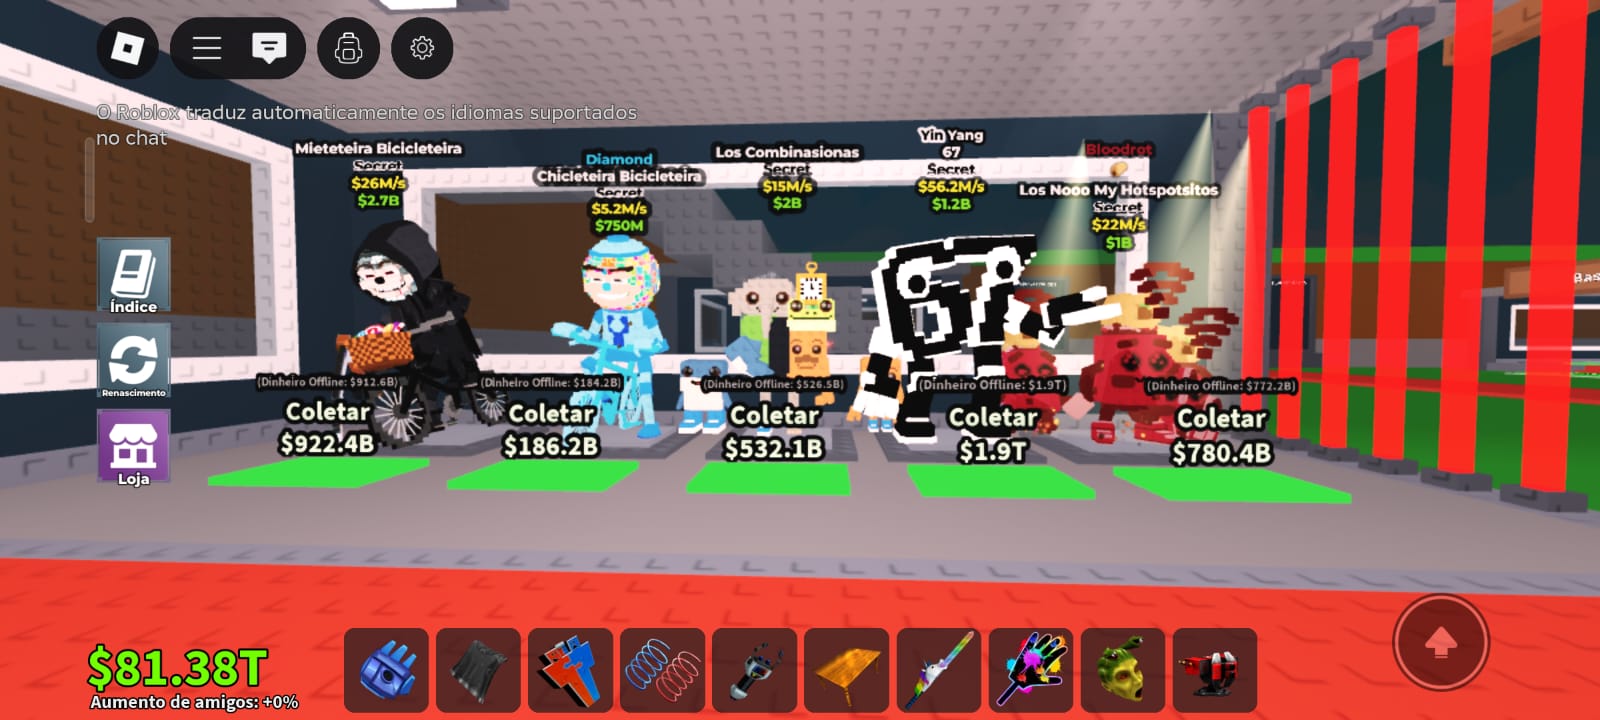 O Roblox traduz automaticamente os idiomas suportados
no chat
Mieteteira Bicicleteira
Secret
$26M/s
$2.7B
Diamond
Chicleteira Bicicleteira
Secret
$5.2M/s
$750M
Los Combinasionas
Secret
$15M/s
$2B
Yin Yang
67
Secret
$56.2M/s
$1.2B
Bloodrot
Los Nooo My Hotspotsitos
Secret
$22M/s
$1B
Índice
Renascimento
Loja
(Dinheiro Offline: $912.6B)
Coletar
$922.4B
(Dinheiro Offline: $184.2B)
Coletar
$186.2B
(Dinheiro Offline: $526.5B)
Coletar
$532.1B
(Dinheiro Offline: $1.9T)
Coletar
$1.9T
(Dinheiro Offline: $772.2B)
Coletar
$780.4B
$81.38T
Aumento de amigos: +0%